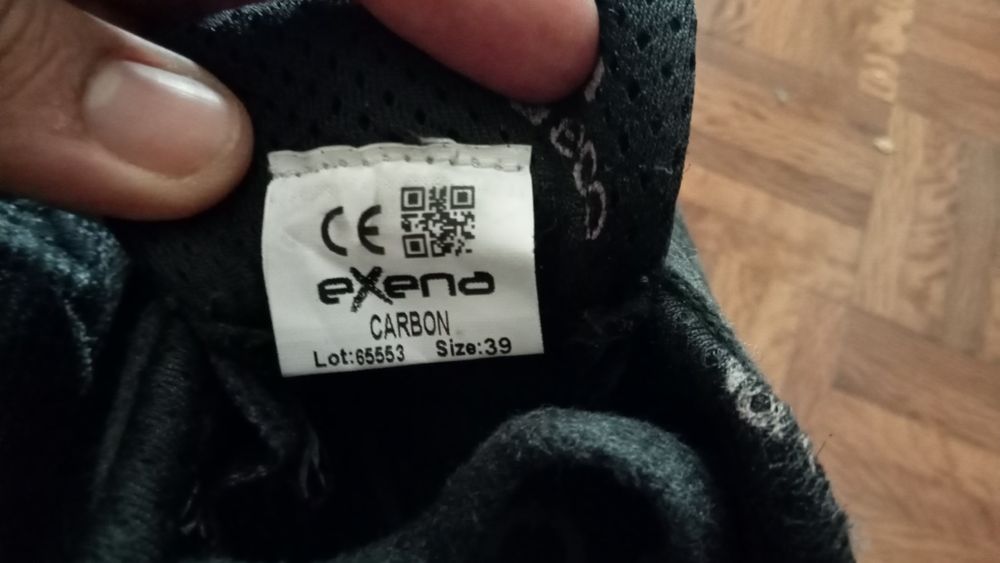 CE
eXena
CARBON
Lot:65553 Size:39